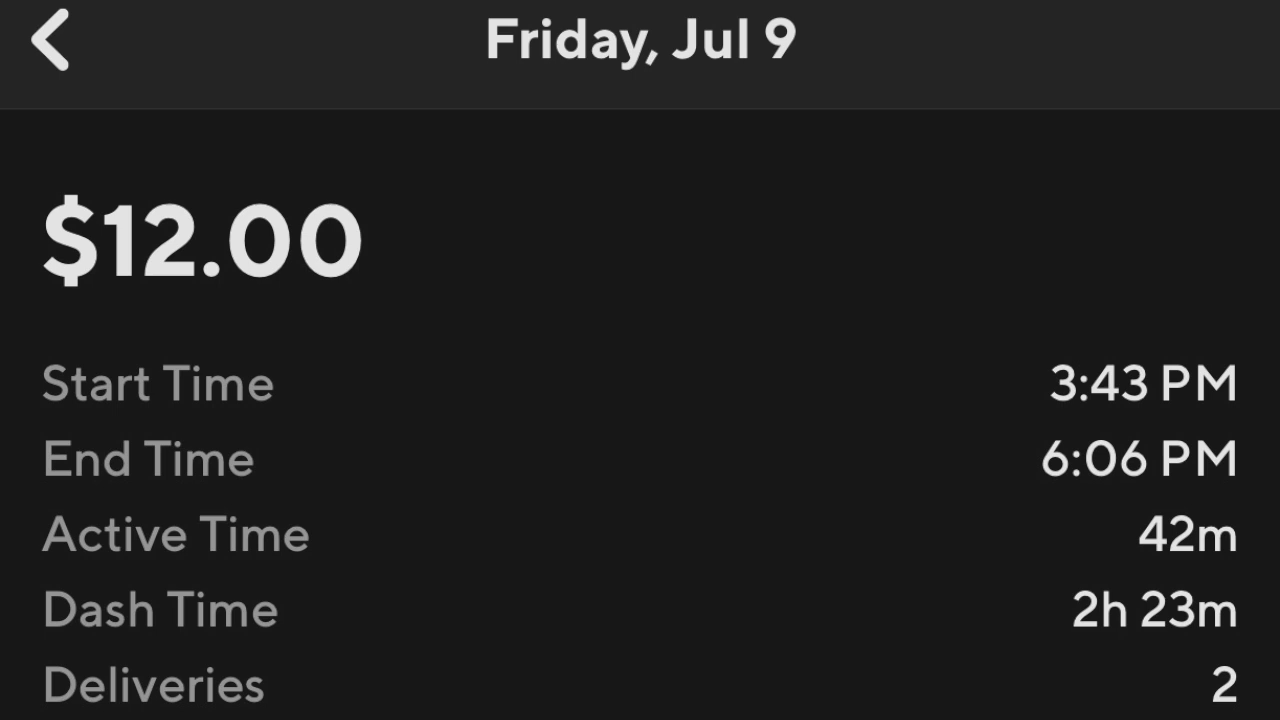 Friday, Jul 9
$12.00
Start Time 3:43 PM
End Time 6:06 PM
Active Time 42m
Dash Time 2h 23m
Deliveries 2